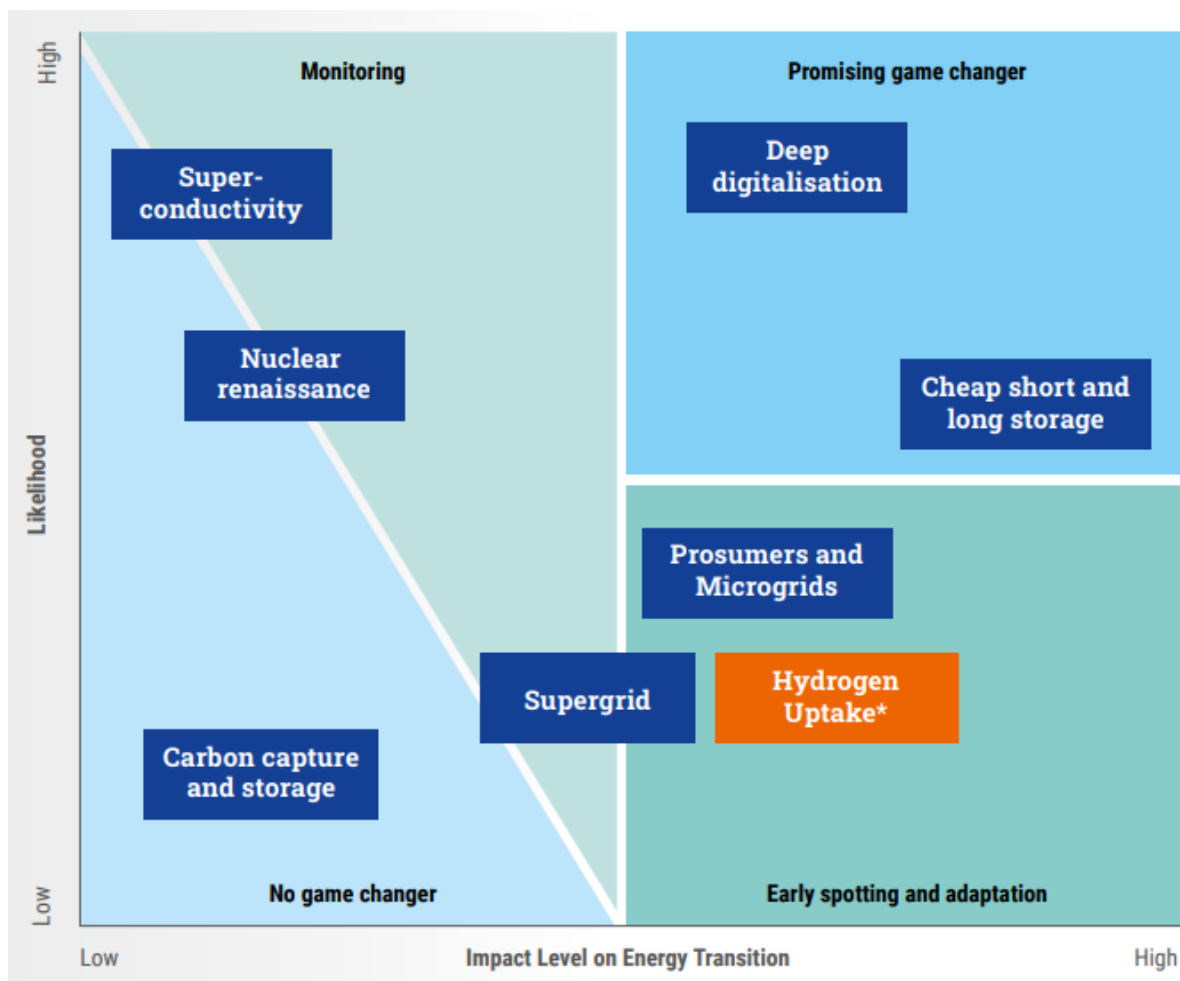 High
Monitoring
Promising game changer
Super-
conductivity
Deep
digitalisation
Nuclear
renaissance
Cheap short and
long storage
Likelihood
Prosumers and
Microgrids
Supergrid
Hydrogen
Uptake*
Carbon capture
and storage
No game changer
Early spotting and adaptation
Low
Low
Impact Level on Energy Transition
High